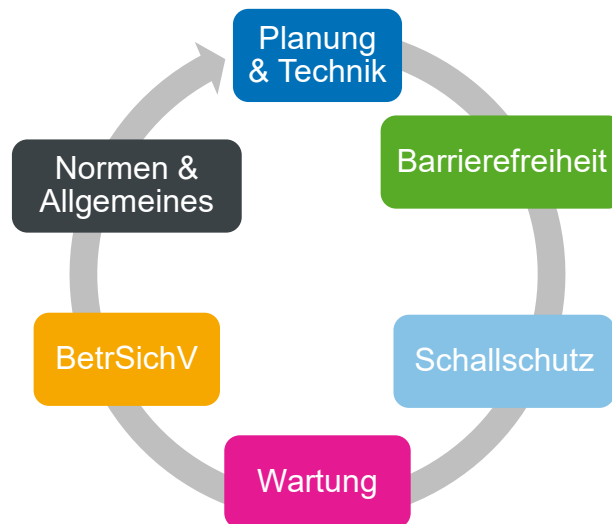 Planung
& Technik
Barrierefreiheit
Schallschutz
Wartung
BetrSichV
Normen &
Allgemeines